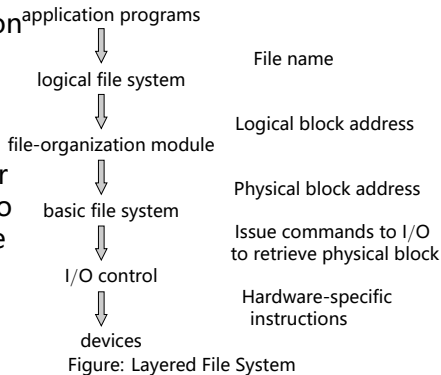 on
application programs
File name
logical file system
Logical block address
file-organization module
r
Physical block address
o
basic file system
e
Issue commands to I/O
to retrieve physical block
I/O control
Hardware-specific
instructions
devices
Figure: Layered File System